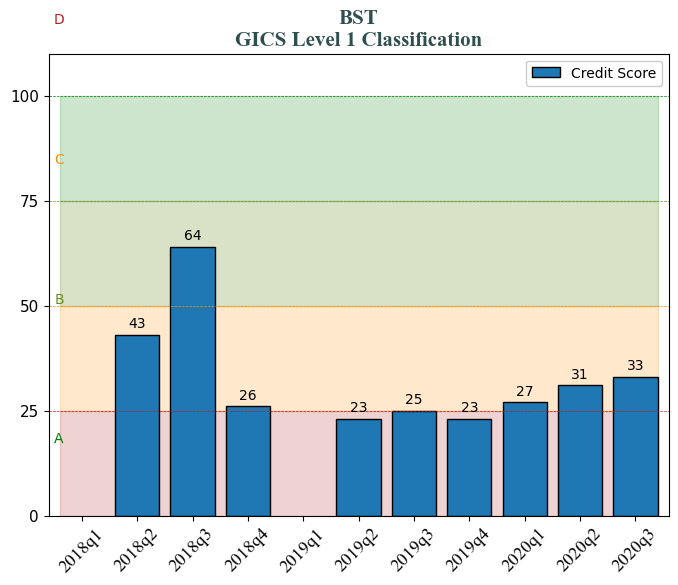 D
BST
GICS Level 1 Classification
Credit Score
100
C
75
64
B
50
43
33
31
27
26
25
25
23
23
A
0
2018q1
2018q2
2018q3
2018q4
2019q1
2019q2
2019q3
2019q4
2020q1
2020q2
2020q3